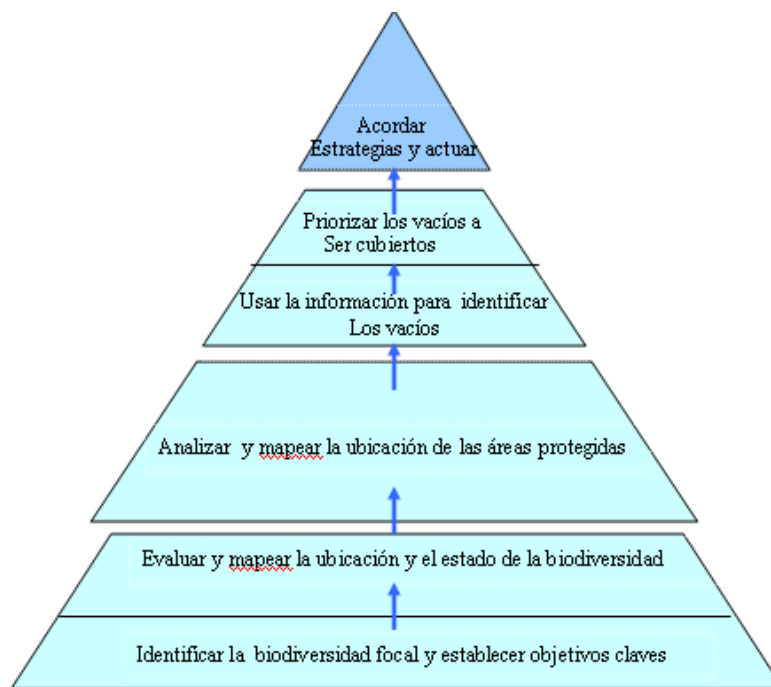 Acordar
Estrategias y actuar
Priorizar los vacíos a
Ser cubiertos
Usar la información para identificar
Los vacíos
Analizar y mapear la ubicación de las áreas protegidas
Evaluar y mapear la ubicación y el estado de la biodiversidad
Identificar la biodiversidad focal y establecer objetivos claves